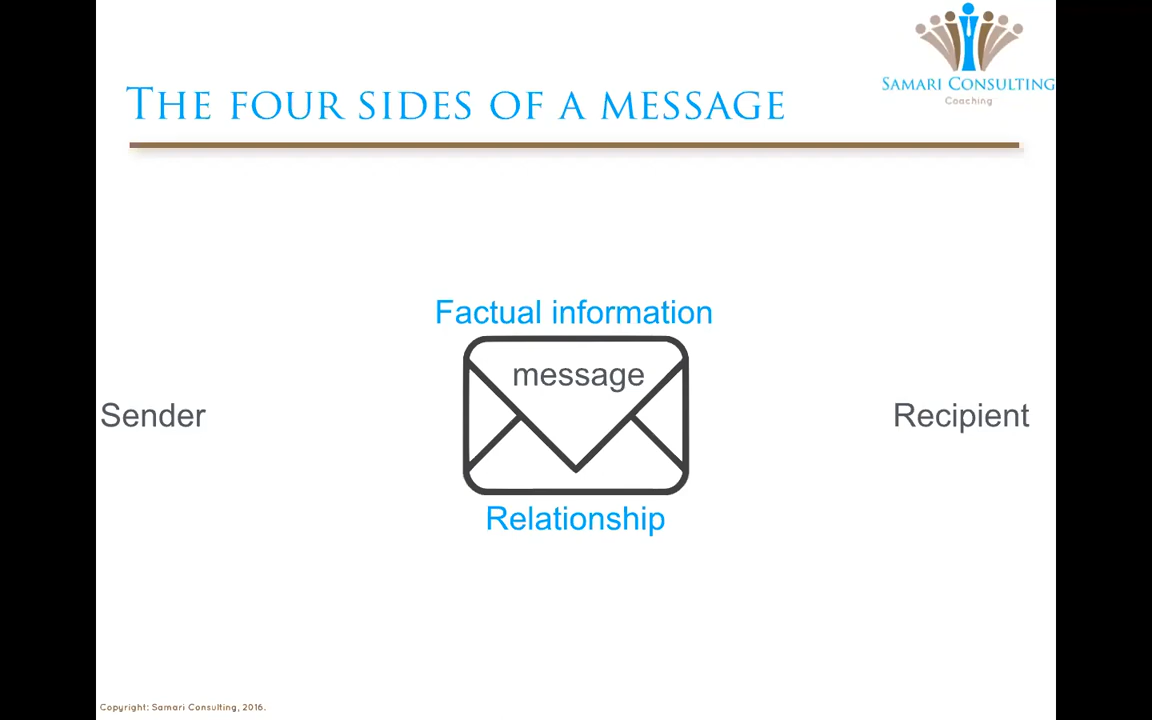 SAMARI CONSULTING
Coaching
THE FOUR SIDES OF A MESSAGE
Factual information
message
Sender
Recipient
Relationship
Copyright: Samari Consulting, 2016.